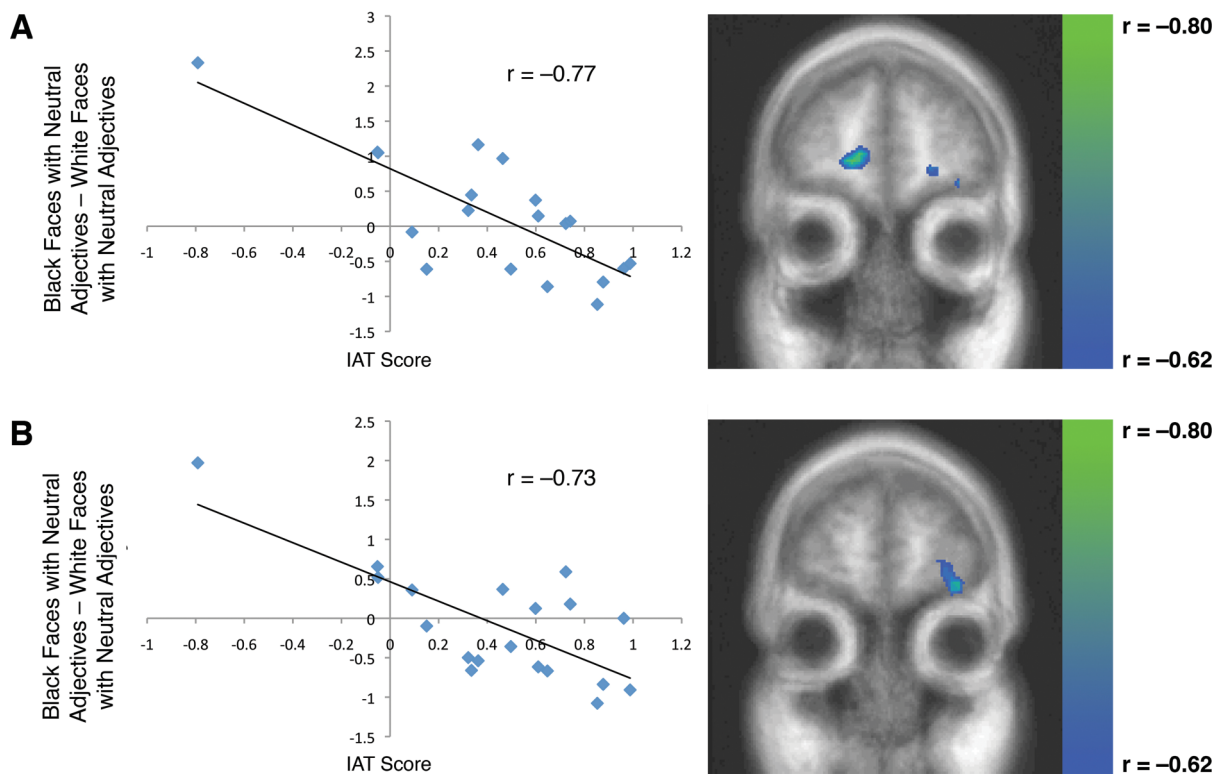 A
Black Faces with Neutral
Adjectives – White Faces
with Neutral Adjectives
3
2.5
2
1.5
1
0.5
0
-0.5
-1
-1.5
r = –0.77
-1 -0.8 -0.6 -0.4 -0.2 0 0.2 0.4 0.6 0.8 1 1.2
IAT Score
r = –0.80
r = –0.62
B
Black Faces with Neutral
Adjectives – White Faces
with Neutral Adjectives
2.5
2
1.5
1
0.5
0
-0.5
-1
-1.5
r = –0.73
-1 -0.8 -0.6 -0.4 -0.2 0 0.2 0.4 0.6 0.8 1 1.2
IAT Score
r = –0.80
r = –0.62